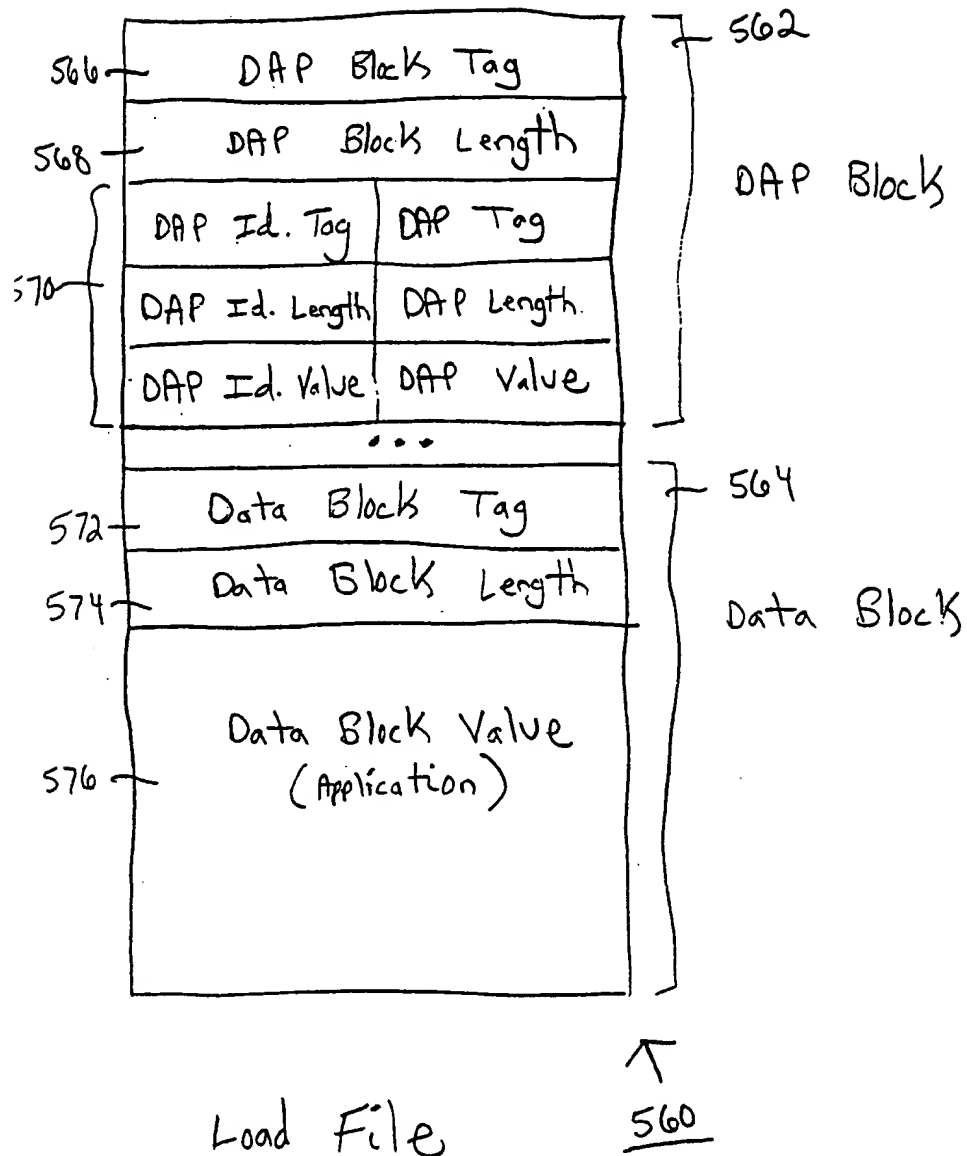 562
566 DAP Block Tag
568 DAP Block Length
DAP Block
DAP Id. Tag DAP Tag
570 DAP Id. Length DAP Length.
DAP Id. Value DAP Value
...
564
572 Data Block Tag
574 Data Block Length
Data Block
Data Block Value
576 (Application)
Load File 560